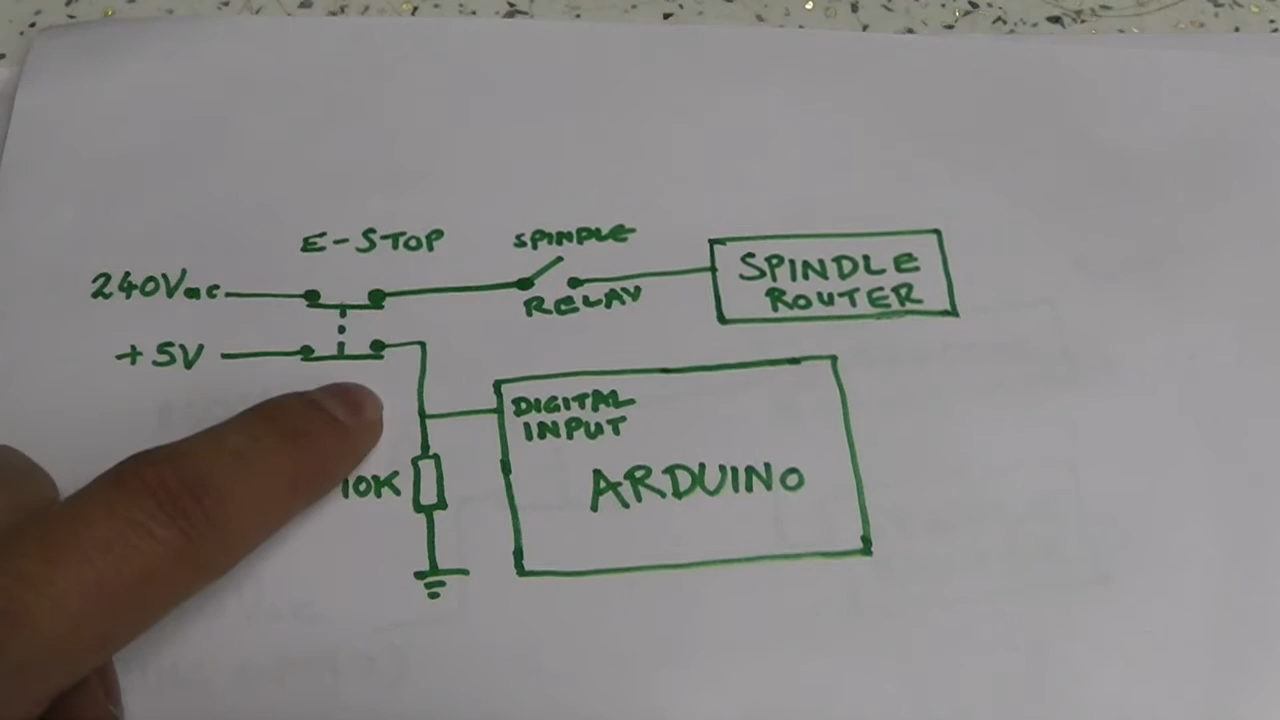 E-STOP
SPINDLE
RELAY
240Vac
SPINDLE
ROUTER
+5V
DIGITAL
INPUT
10K
ARDUINO